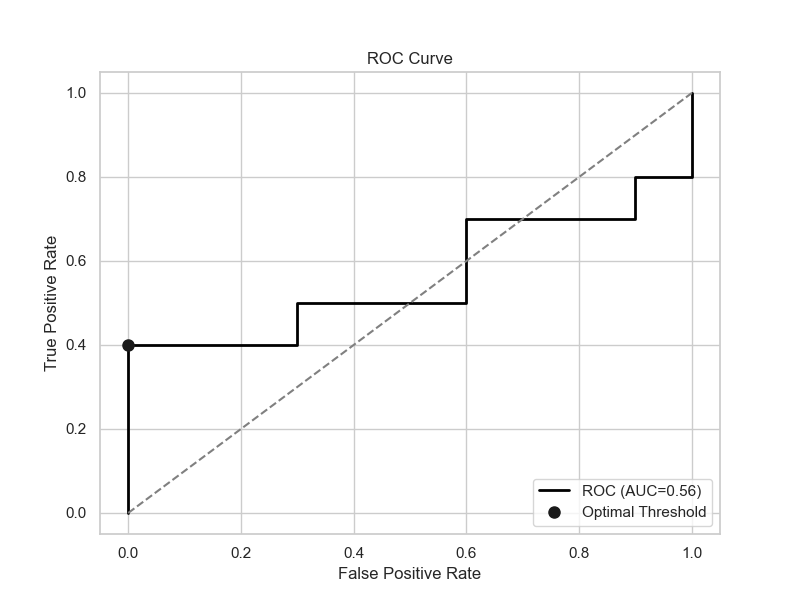 ROC Curve
True Positive Rate
1.0
0.8
0.6
0.4
0.2
0.0
0.0 0.2 0.4 0.6 0.8 1.0
False Positive Rate
ROC (AUC=0.56)
Optimal Threshold